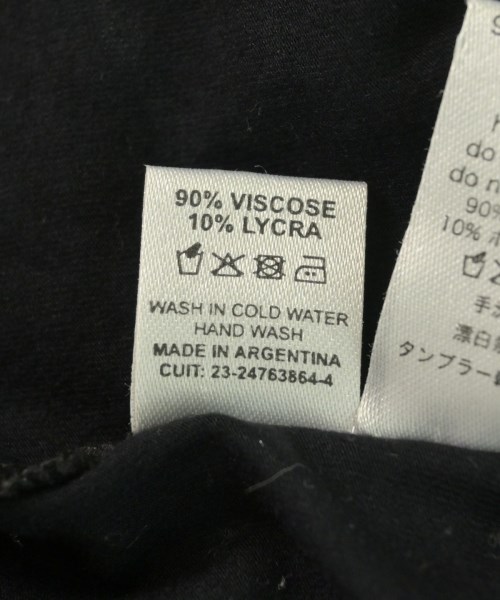 90% VISCOSE
10% LYCRA
WASH IN COLD WATER
HAND WASH
MADE IN ARGENTINA
CUIT: 23-24763864-4
do
do n
90%
10%
手
漂白
タンブラー